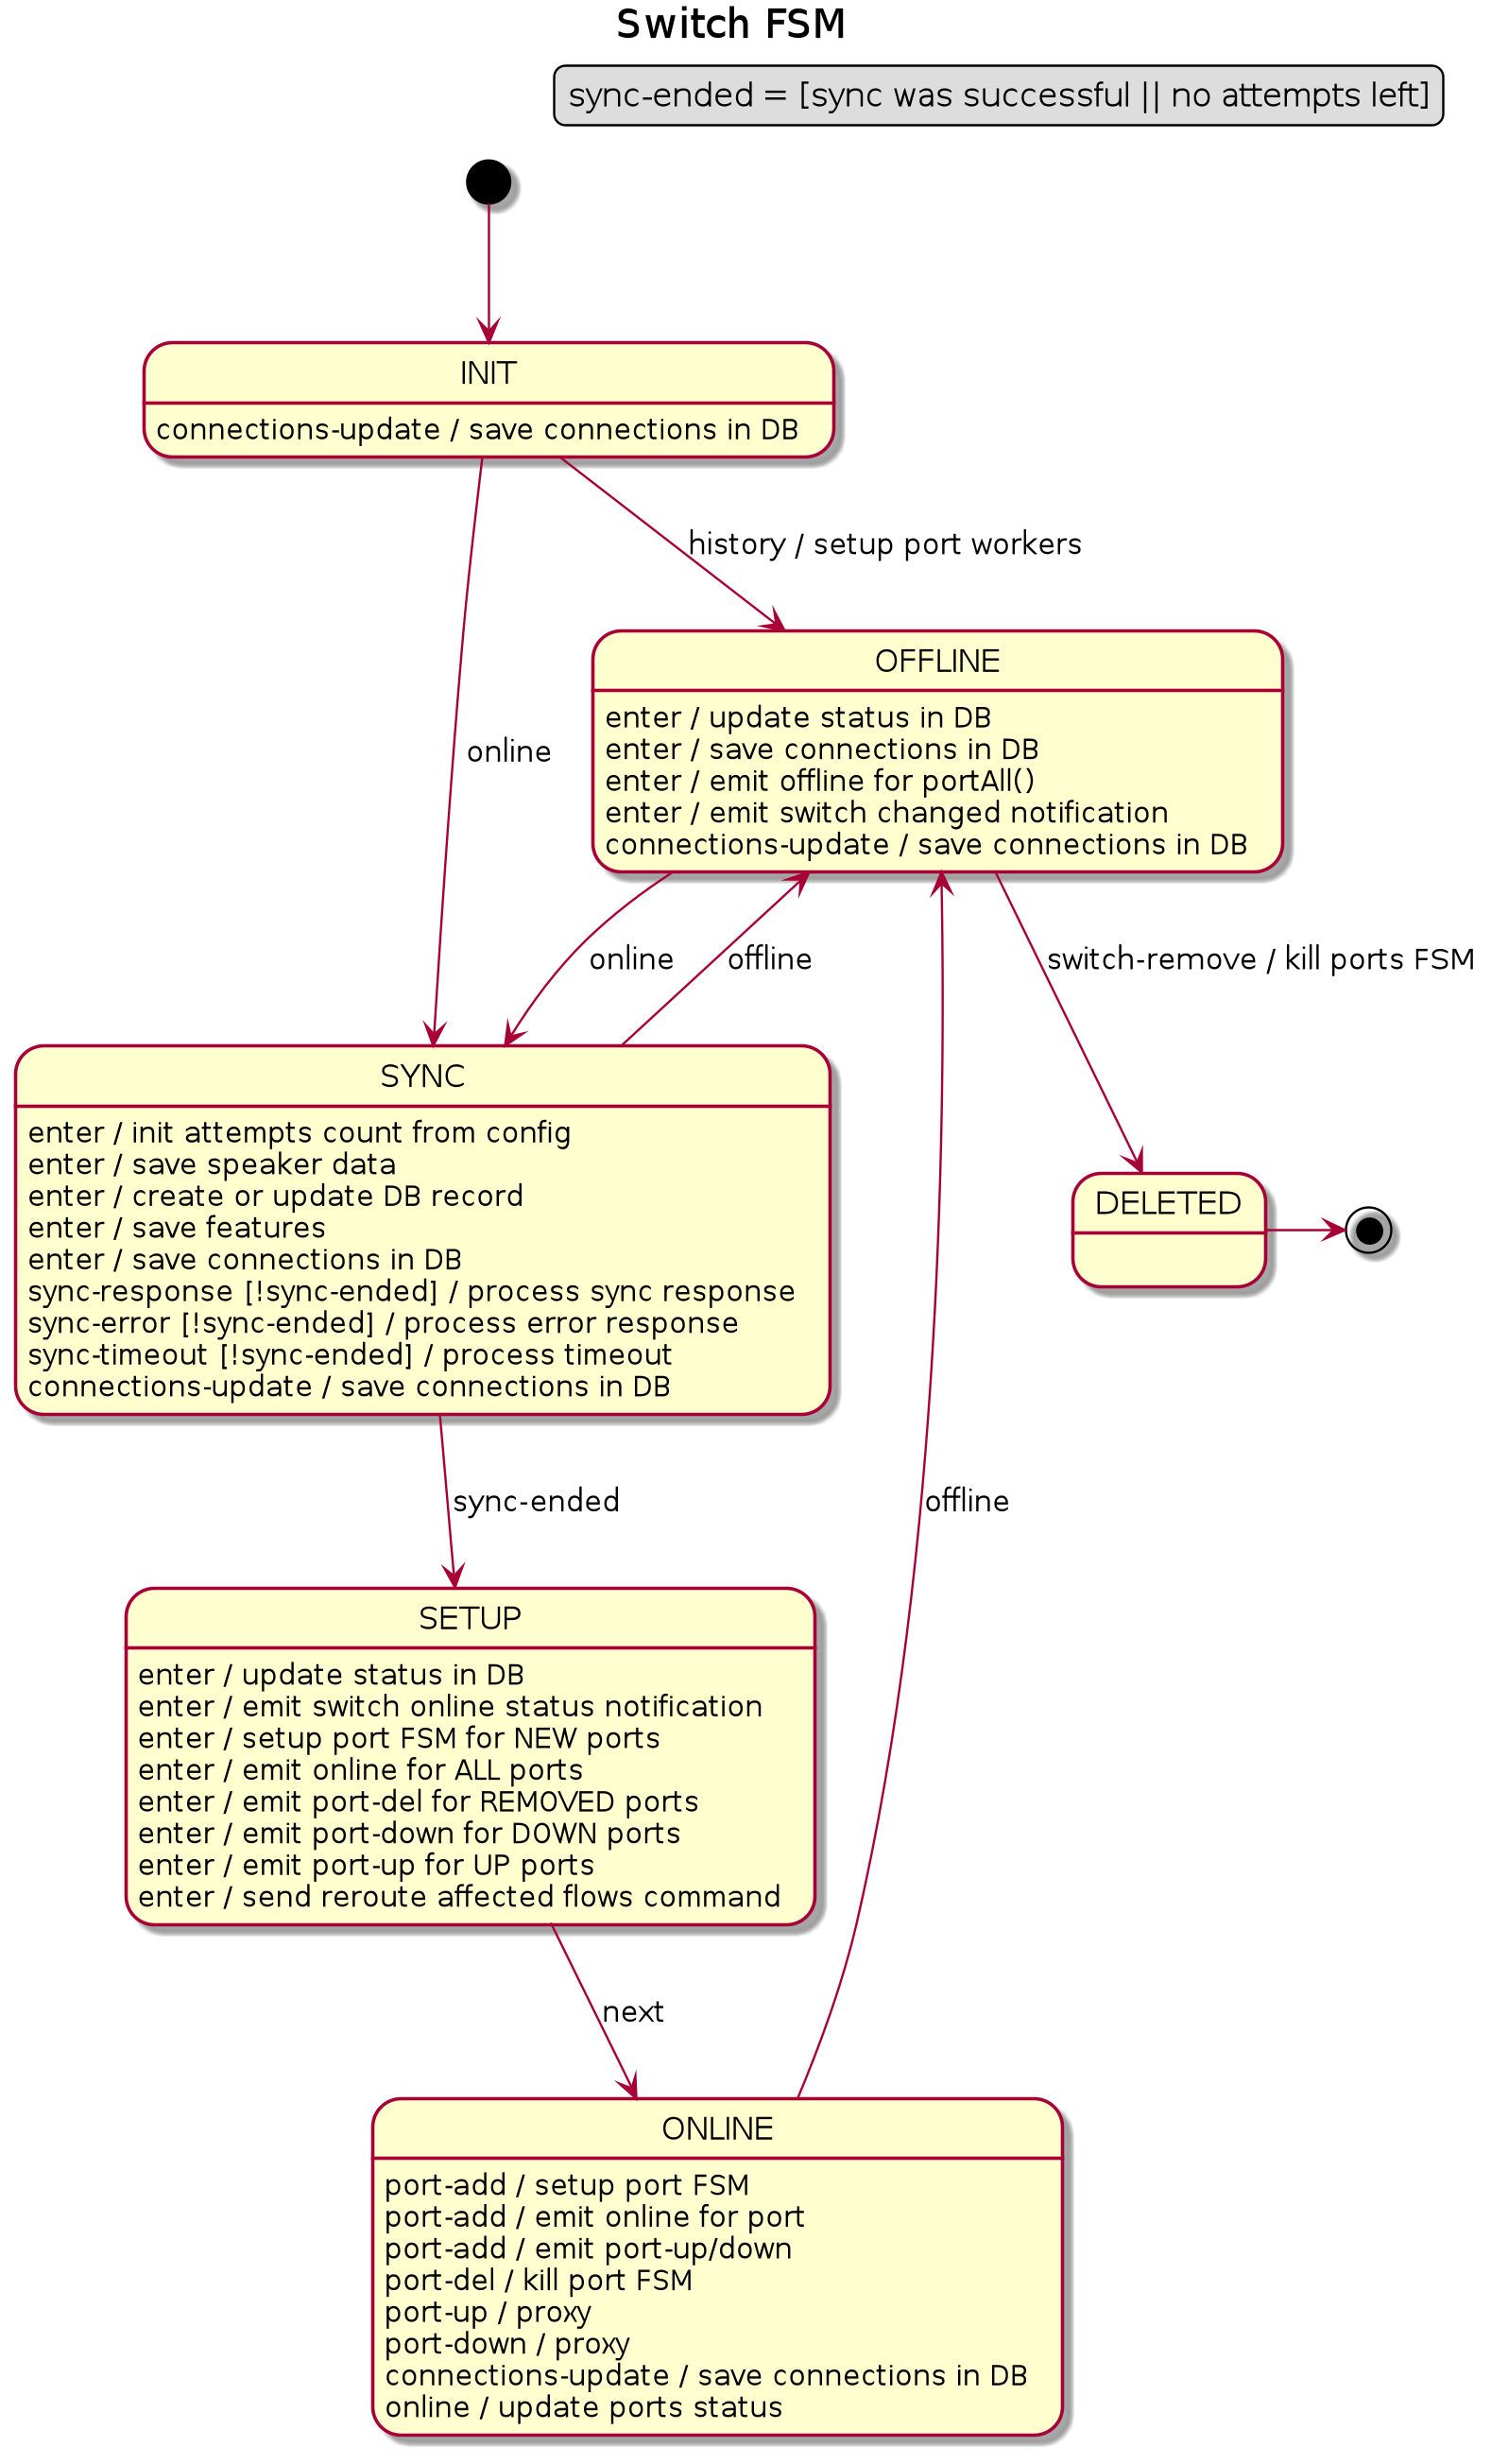 Switch FSM
sync-ended = [sync was successful || no attempts left]
INIT
connections-update / save connections in DB
history / setup port workers
OFFLINE
enter / update status in DB
enter / save connections in DB
enter / emit offline for portAll()
enter / emit switch changed notification
connections-update / save connections in DB
online
online
offline
switch-remove / kill ports FSM
SYNC
enter / init attempts count from config
enter / save speaker data
enter / create or update DB record
enter / save features
enter / save connections in DB
sync-response [!sync-ended] / process sync response
sync-error [!sync-ended] / process error response
sync-timeout [!sync-ended] / process timeout
connections-update / save connections in DB
DELETED
sync-ended
offline
SETUP
enter / update status in DB
enter / emit switch online status notification
enter / setup port FSM for NEW ports
enter / emit online for ALL ports
enter / emit port-del for REMOVED ports
enter / emit port-down for DOWN ports
enter / emit port-up for UP ports
enter / send reroute affected flows command
next
ONLINE
port-add / setup port FSM
port-add / emit online for port
port-add / emit port-up/down
port-del / kill port FSM
port-up / proxy
port-down / proxy
connections-update / save connections in DB
online / update ports status